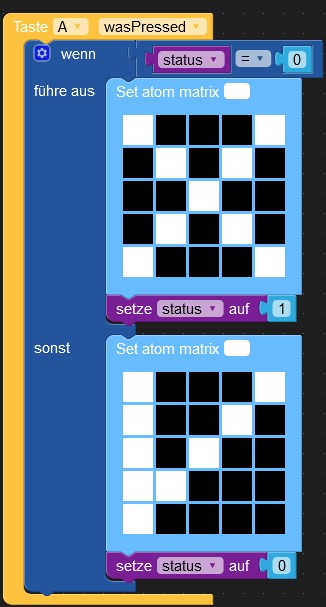 Taste A wasPressed
wenn status = 0
führe aus Set atom matrix
setze status auf 1
sonst Set atom matrix
setze status auf 0